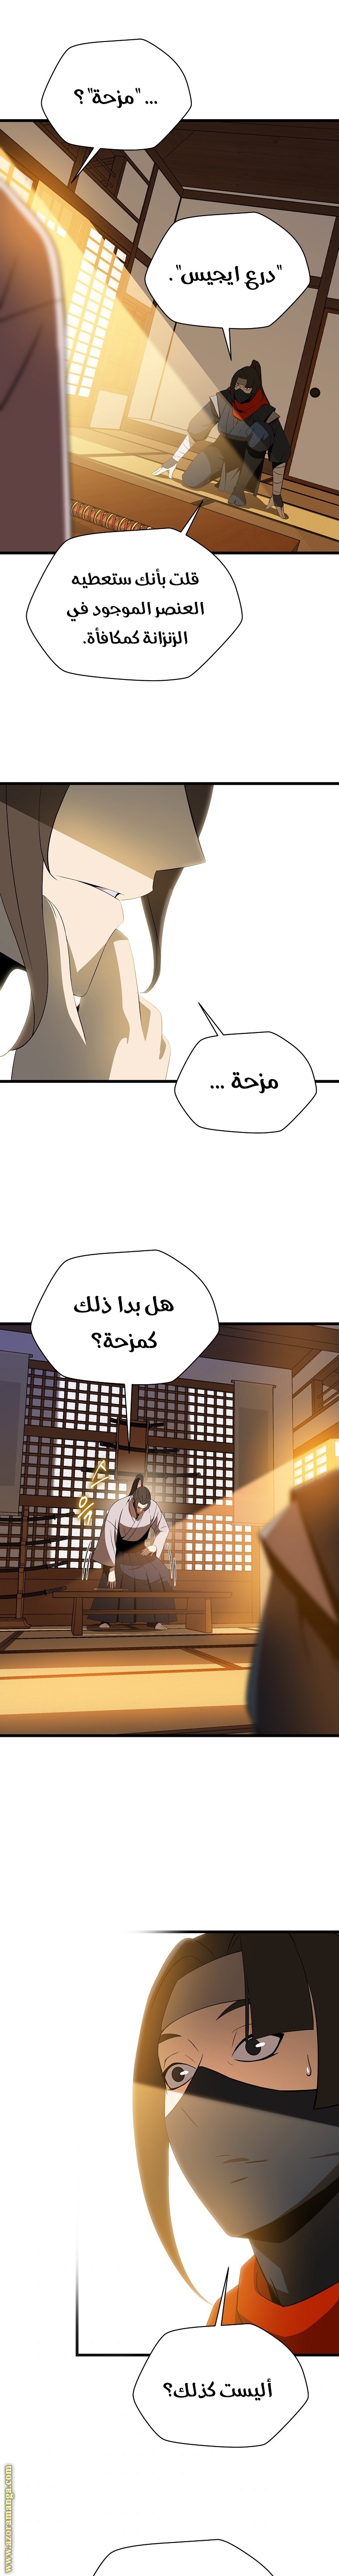 ... "مزحة" ؟
"درع ايجيس".
قلت بأنك ستعطيه
العنصر الموجود في
الزنزانة كمكافأة.
مزحة ...
هل بدا ذلك
كمزحة؟
أليست كذلك؟
www.azoramanga.com